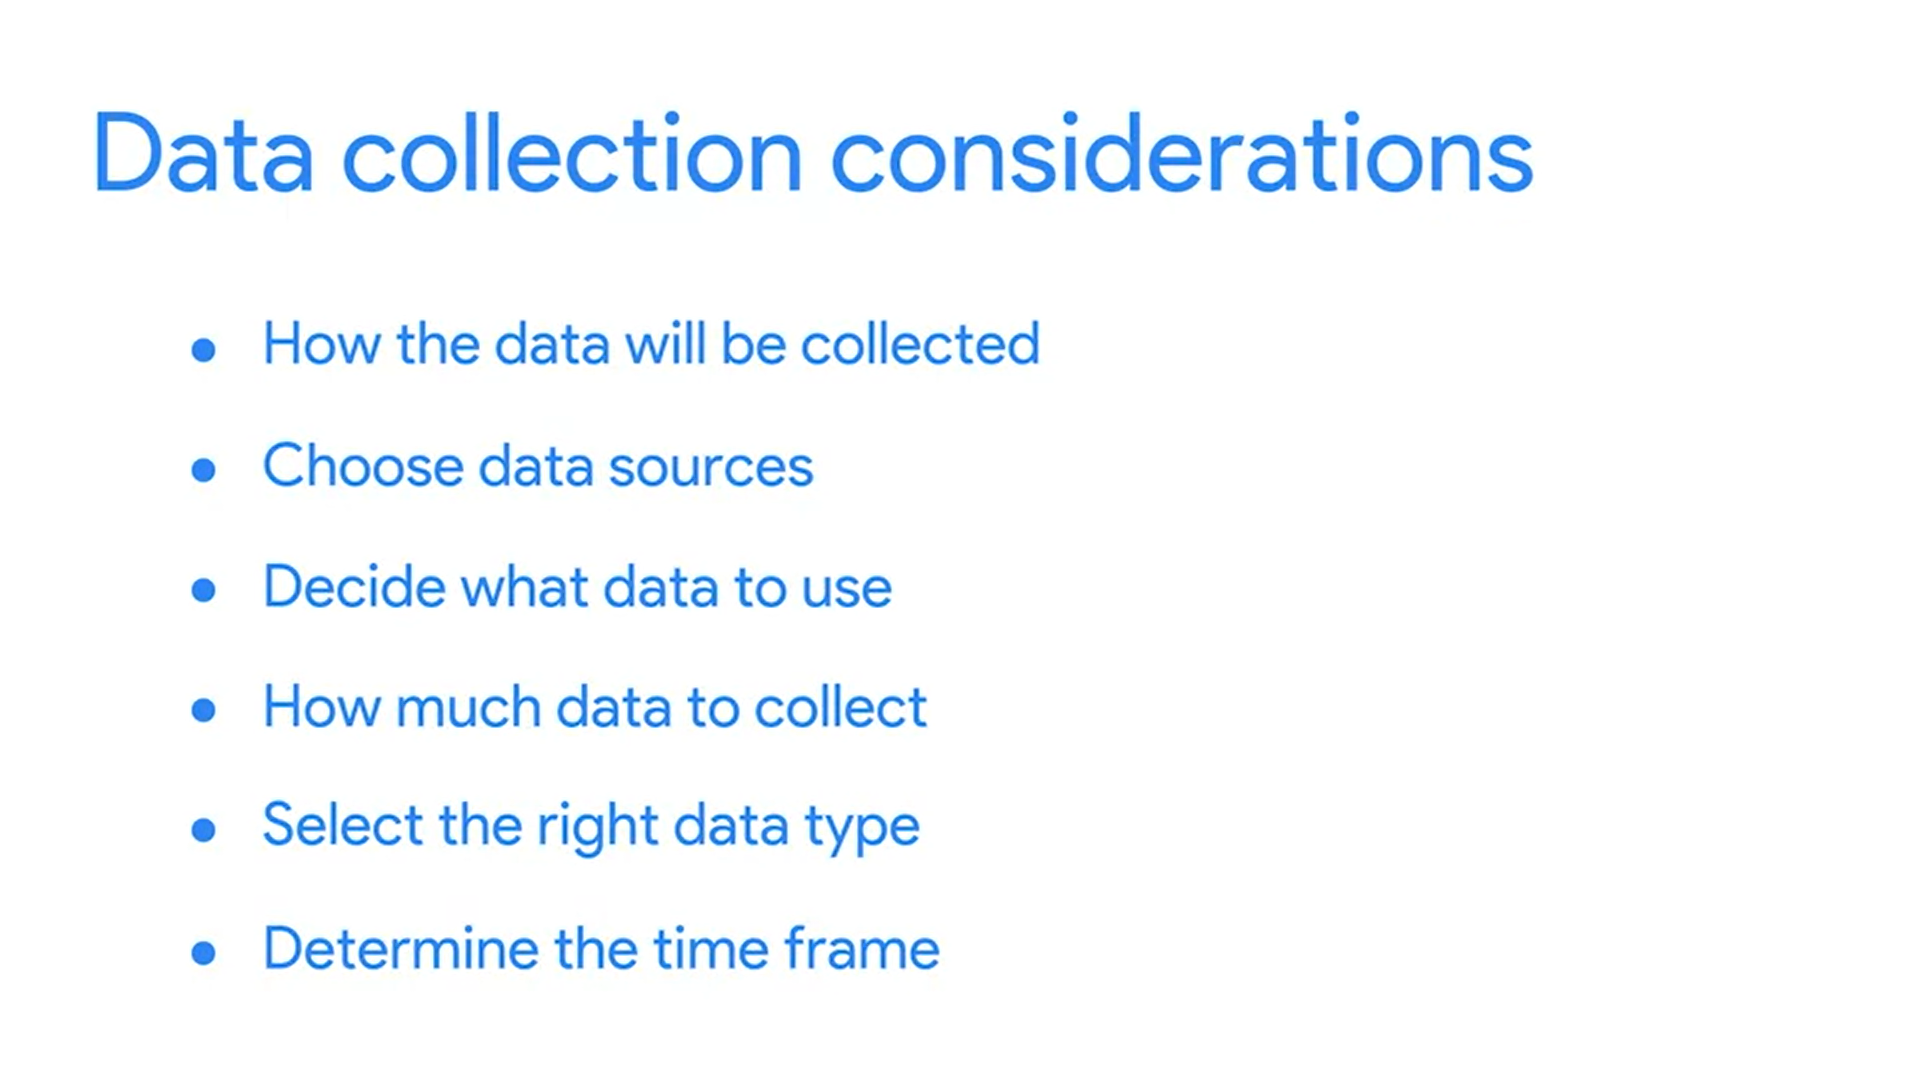 Data collection considerations
● How the data will be collected
● Choose data sources
● Decide what data to use
● How much data to collect
● Select the right data type
● Determine the time frame